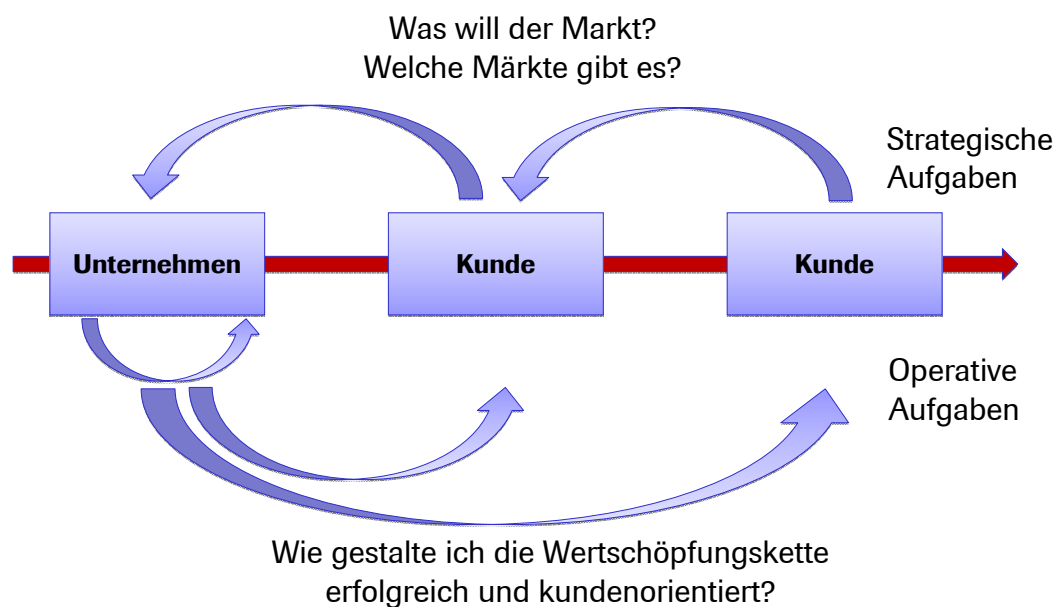 Was will der Markt?
Welche Märkte gibt es?
Strategische
Aufgaben
Unternehmen
Kunde
Kunde
Operative
Aufgaben
Wie gestalte ich die Wertschöpfungskette
erfolgreich und kundenorientiert?